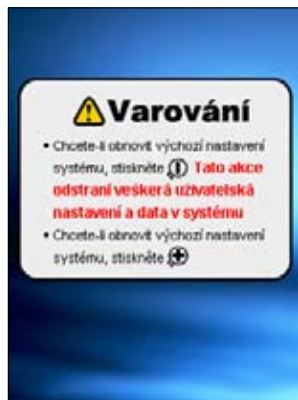 Varování
• Chcete-li obnovit výchozí nastavení
systému, stiskněte Tato akce
odstraní veškerá uživatelská
nastavení a data v systému
• Chcete-li obnovit výchozí nastavení
systému, stiskněte